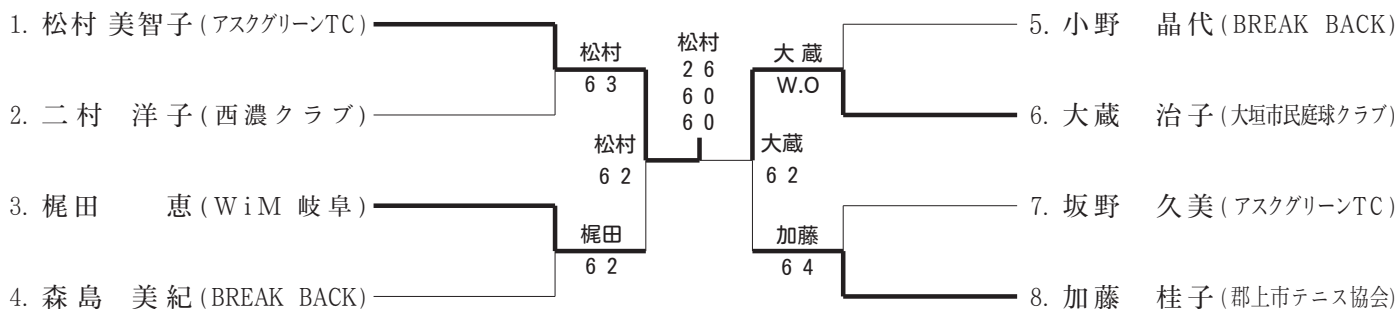 1. 松村 美智子 (アスクグリーンTC)
松村
6 3
2. 二村 洋子 (西濃クラブ)
松村
6 2
3. 梶田 恵 (WiM 岐阜)
梶田
6 2
4. 森島 美紀 (BREAK BACK)
松村
2 6
6 0
6 0
5. 小野 晶代 (BREAK BACK)
大蔵
W.O
6. 大蔵 治子 (大垣市民庭球クラブ)
大蔵
6 2
7. 坂野 久美 (アスクグリーンTC)
加藤
6 4
8. 加藤 桂子 (郡上市テニス協会)